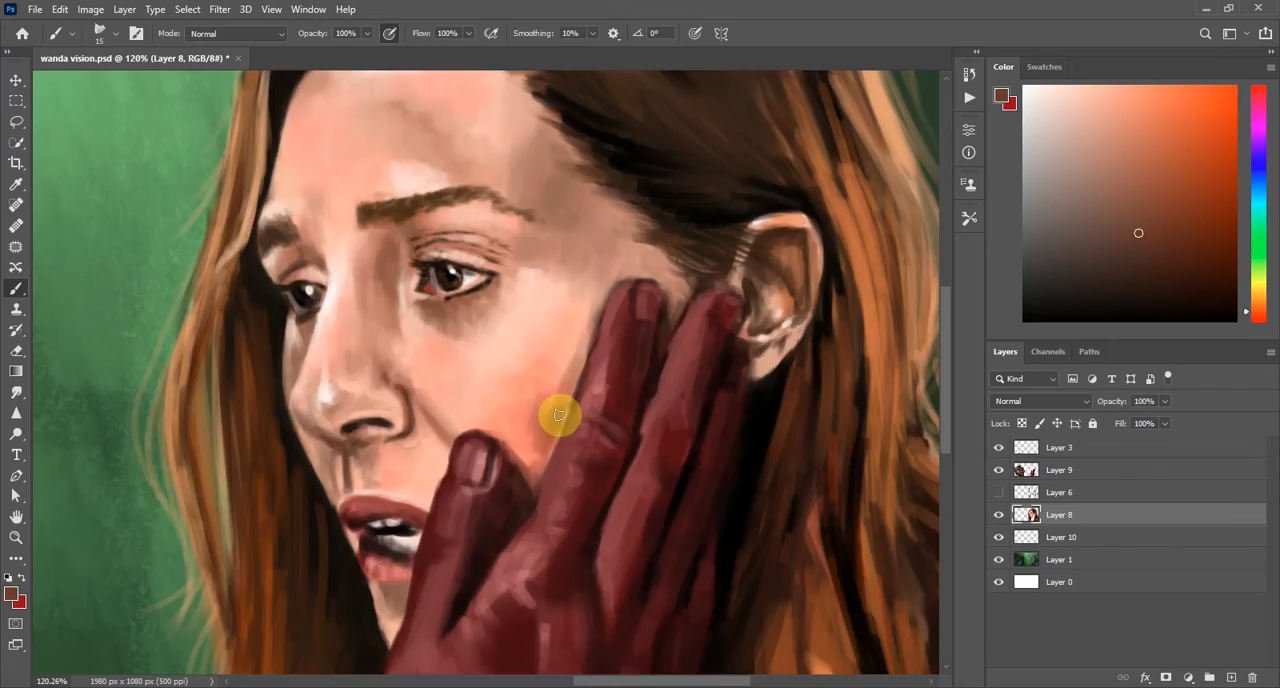 Ps File Edit Image Layer Type Select Filter 3D View Window Help
15 Mode: Normal Opacity: 100% Flow: 100% Smoothing: 10% 0°
wanda vision.psd @ 120% (Layer 8, RGB/8#) * ×
Color Swatches
Layers Channels Paths
Kind
Normal Opacity: 100%
Lock: Fill: 100%
Layer 3
Layer 9
Layer 6
Layer 8
Layer 10
Layer 1
Layer 0
120.26% 1980 px x 1080 px (500 ppi)